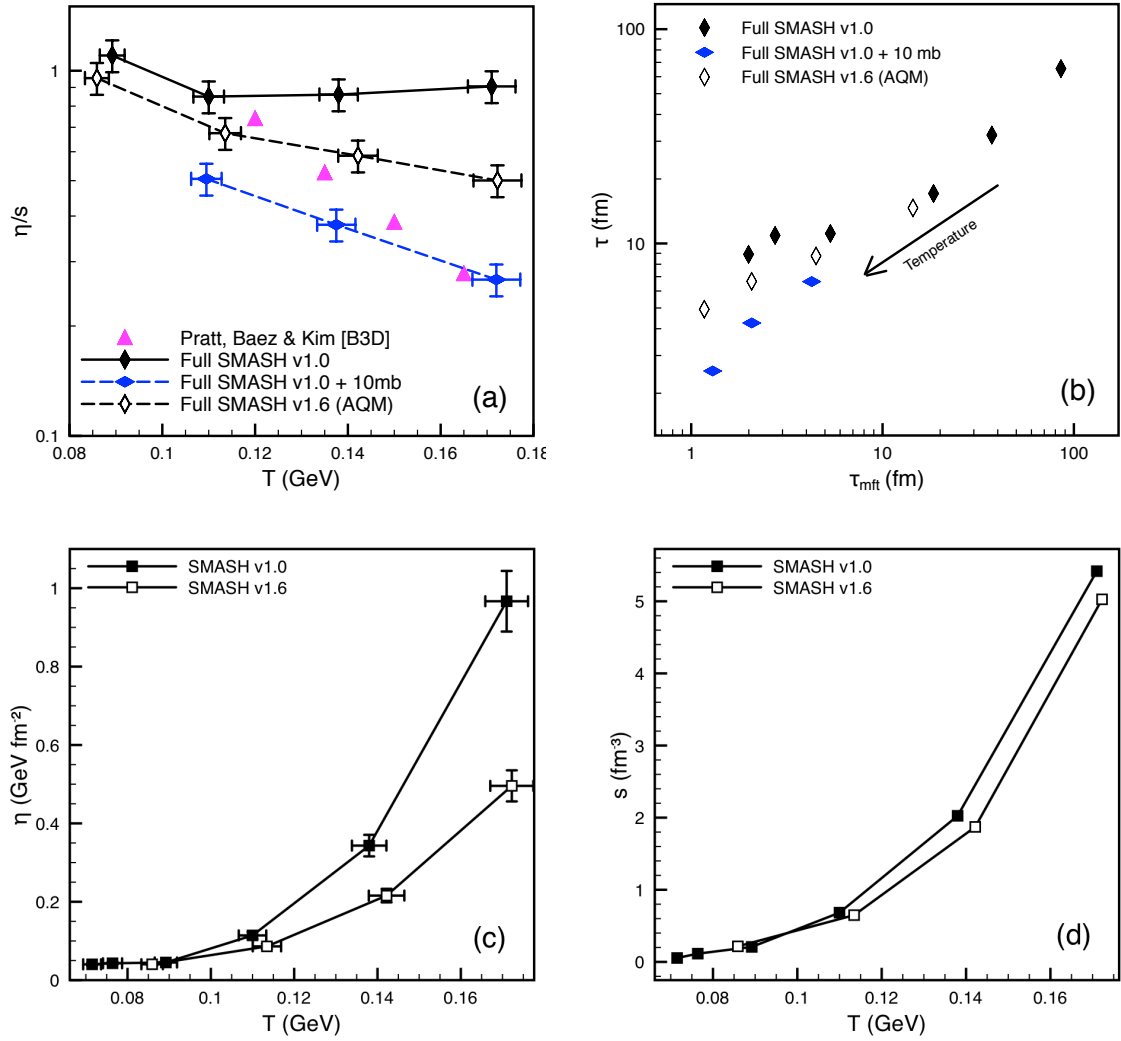 1
0.1
η/s
0.08
0.1
0.12
0.14
0.16
0.18
T (GeV)
Pratt, Baez & Kim [B3D]
Full SMASH v1.0
Full SMASH v1.0 + 10mb
Full SMASH v1.6 (AQM)
(a)
100
10
τ (fm)
1
10
100
τmft (fm)
Full SMASH v1.0
Full SMASH v1.0 + 10 mb
Full SMASH v1.6 (AQM)
Temperature
(b)
1
0.8
0.6
0.4
0.2
0
η (GeV fm⁻²)
0.08
0.1
0.12
0.14
0.16
T (GeV)
SMASH v1.0
SMASH v1.6
(c)
5
4
3
2
1
0
s (fm⁻³)
0.08
0.1
0.12
0.14
0.16
T (GeV)
SMASH v1.0
SMASH v1.6
(d)